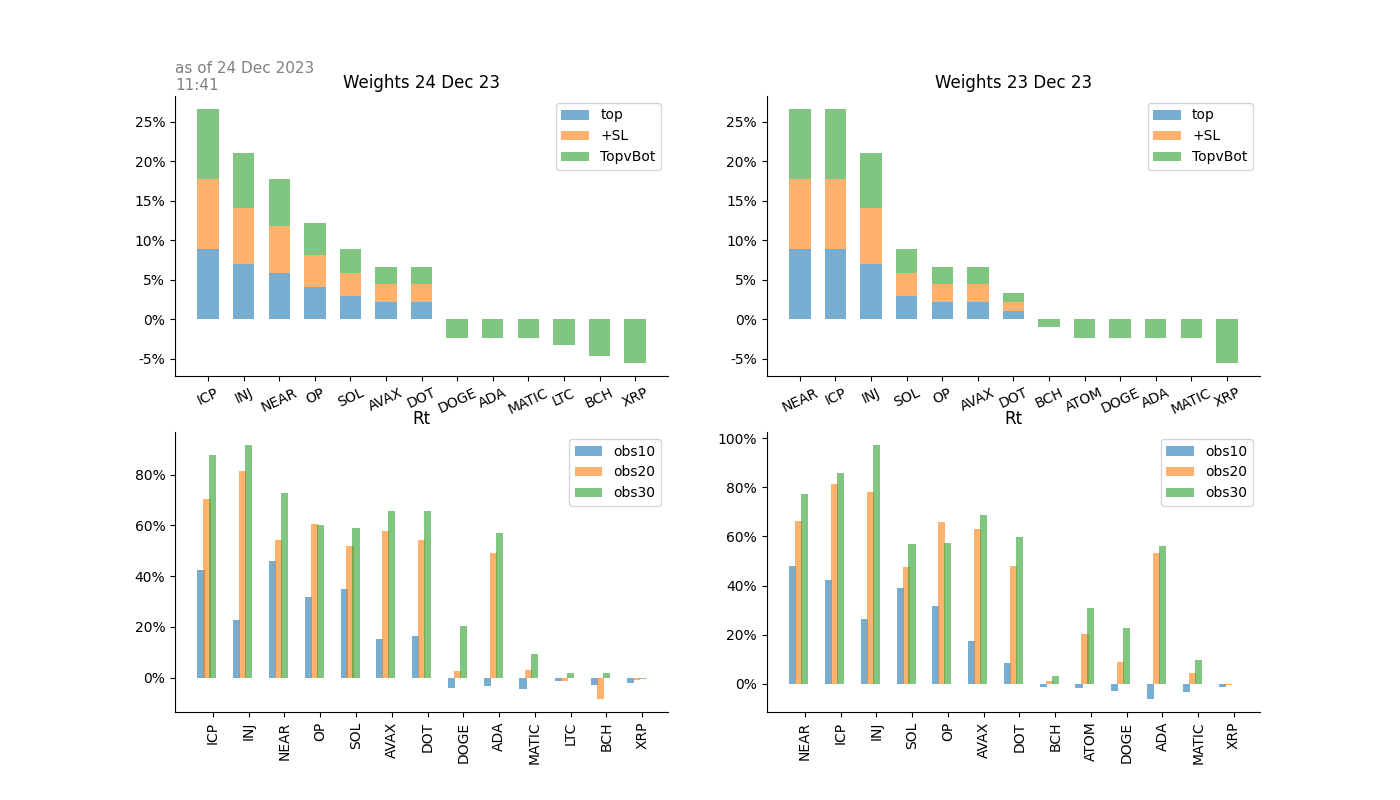 as of 24 Dec 2023
11:41
Weights 24 Dec 23
25%
20%
15%
10%
5%
0%
-5%
top
+SL
TopvBot
ICP INJ NEAR OP SOL AVAX DOT DOGE ADA MATIC LTC BCH XRP
Weights 23 Dec 23
25%
20%
15%
10%
5%
0%
-5%
top
+SL
TopvBot
NEAR ICP INJ SOL OP AVAX DOT BCH ATOM DOGE ADA MATIC XRP
Rt
80%
60%
40%
20%
0%
obs10
obs20
obs30
ICP INJ NEAR OP SOL AVAX DOT DOGE ADA MATIC LTC BCH XRP
Rt
100%
80%
60%
40%
20%
0%
obs10
obs20
obs30
NEAR ICP INJ SOL OP AVAX DOT BCH ATOM DOGE ADA MATIC XRP